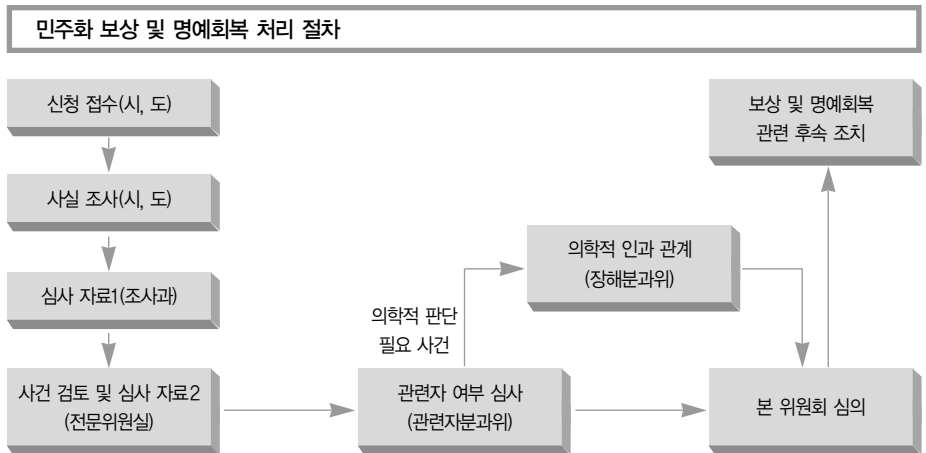 민주화 보상 및 명예회복 처리 절차
신청 접수(시, 도)
사실 조사(시, 도)
심사 자료1(조사과)
사건 검토 및 심사 자료2
(전문위원실)
의학적 판단
필요 사건
관련자 여부 심사
(관련자분과위)
의학적 인과 관계
(장해분과위)
본 위원회 심의
보상 및 명예회복
관련 후속 조치